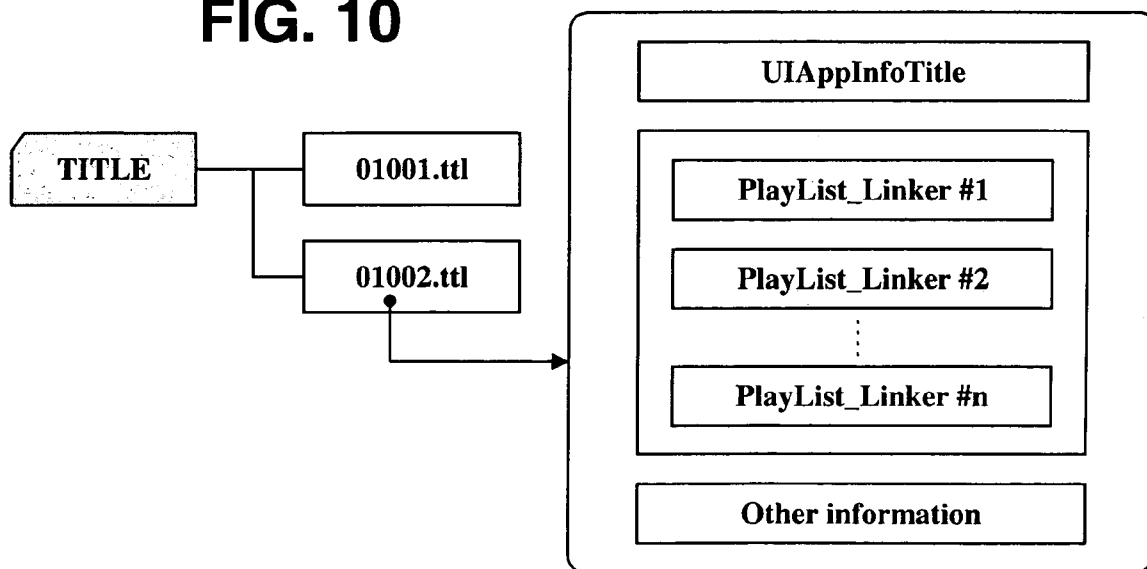 FIG. 10
UIAppInfoTitle
TITLE
01001.ttl
01002.ttl
PlayList_Linker #1
PlayList_Linker #2
PlayList_Linker #n
Other information